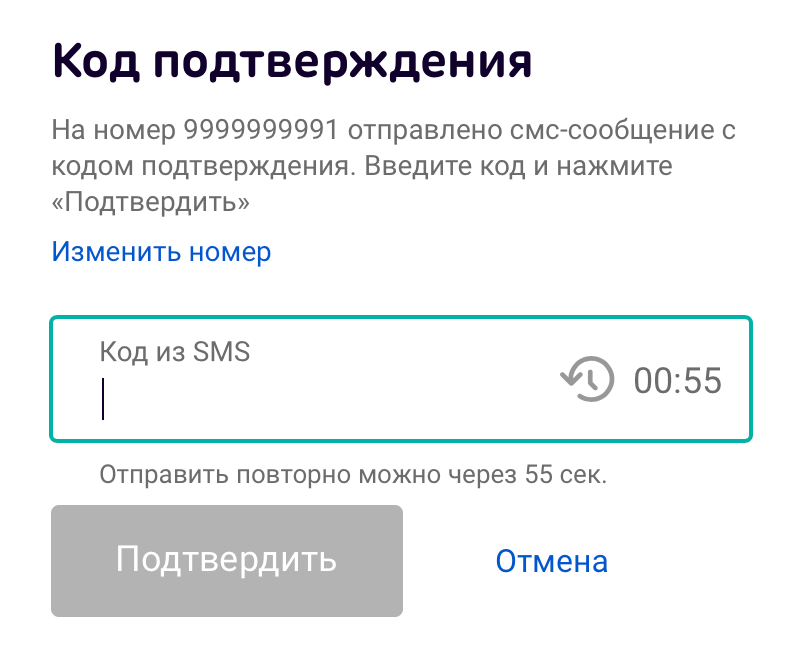 Код подтверждения
На номер 9999999991 отправлено смс-сообщение с
кодом подтверждения. Введите код и нажмите
«Подтвердить»
Изменить номер
Код из SMS
00:55
Отправить повторно можно через 55 сек.
Подтвердить
Отмена